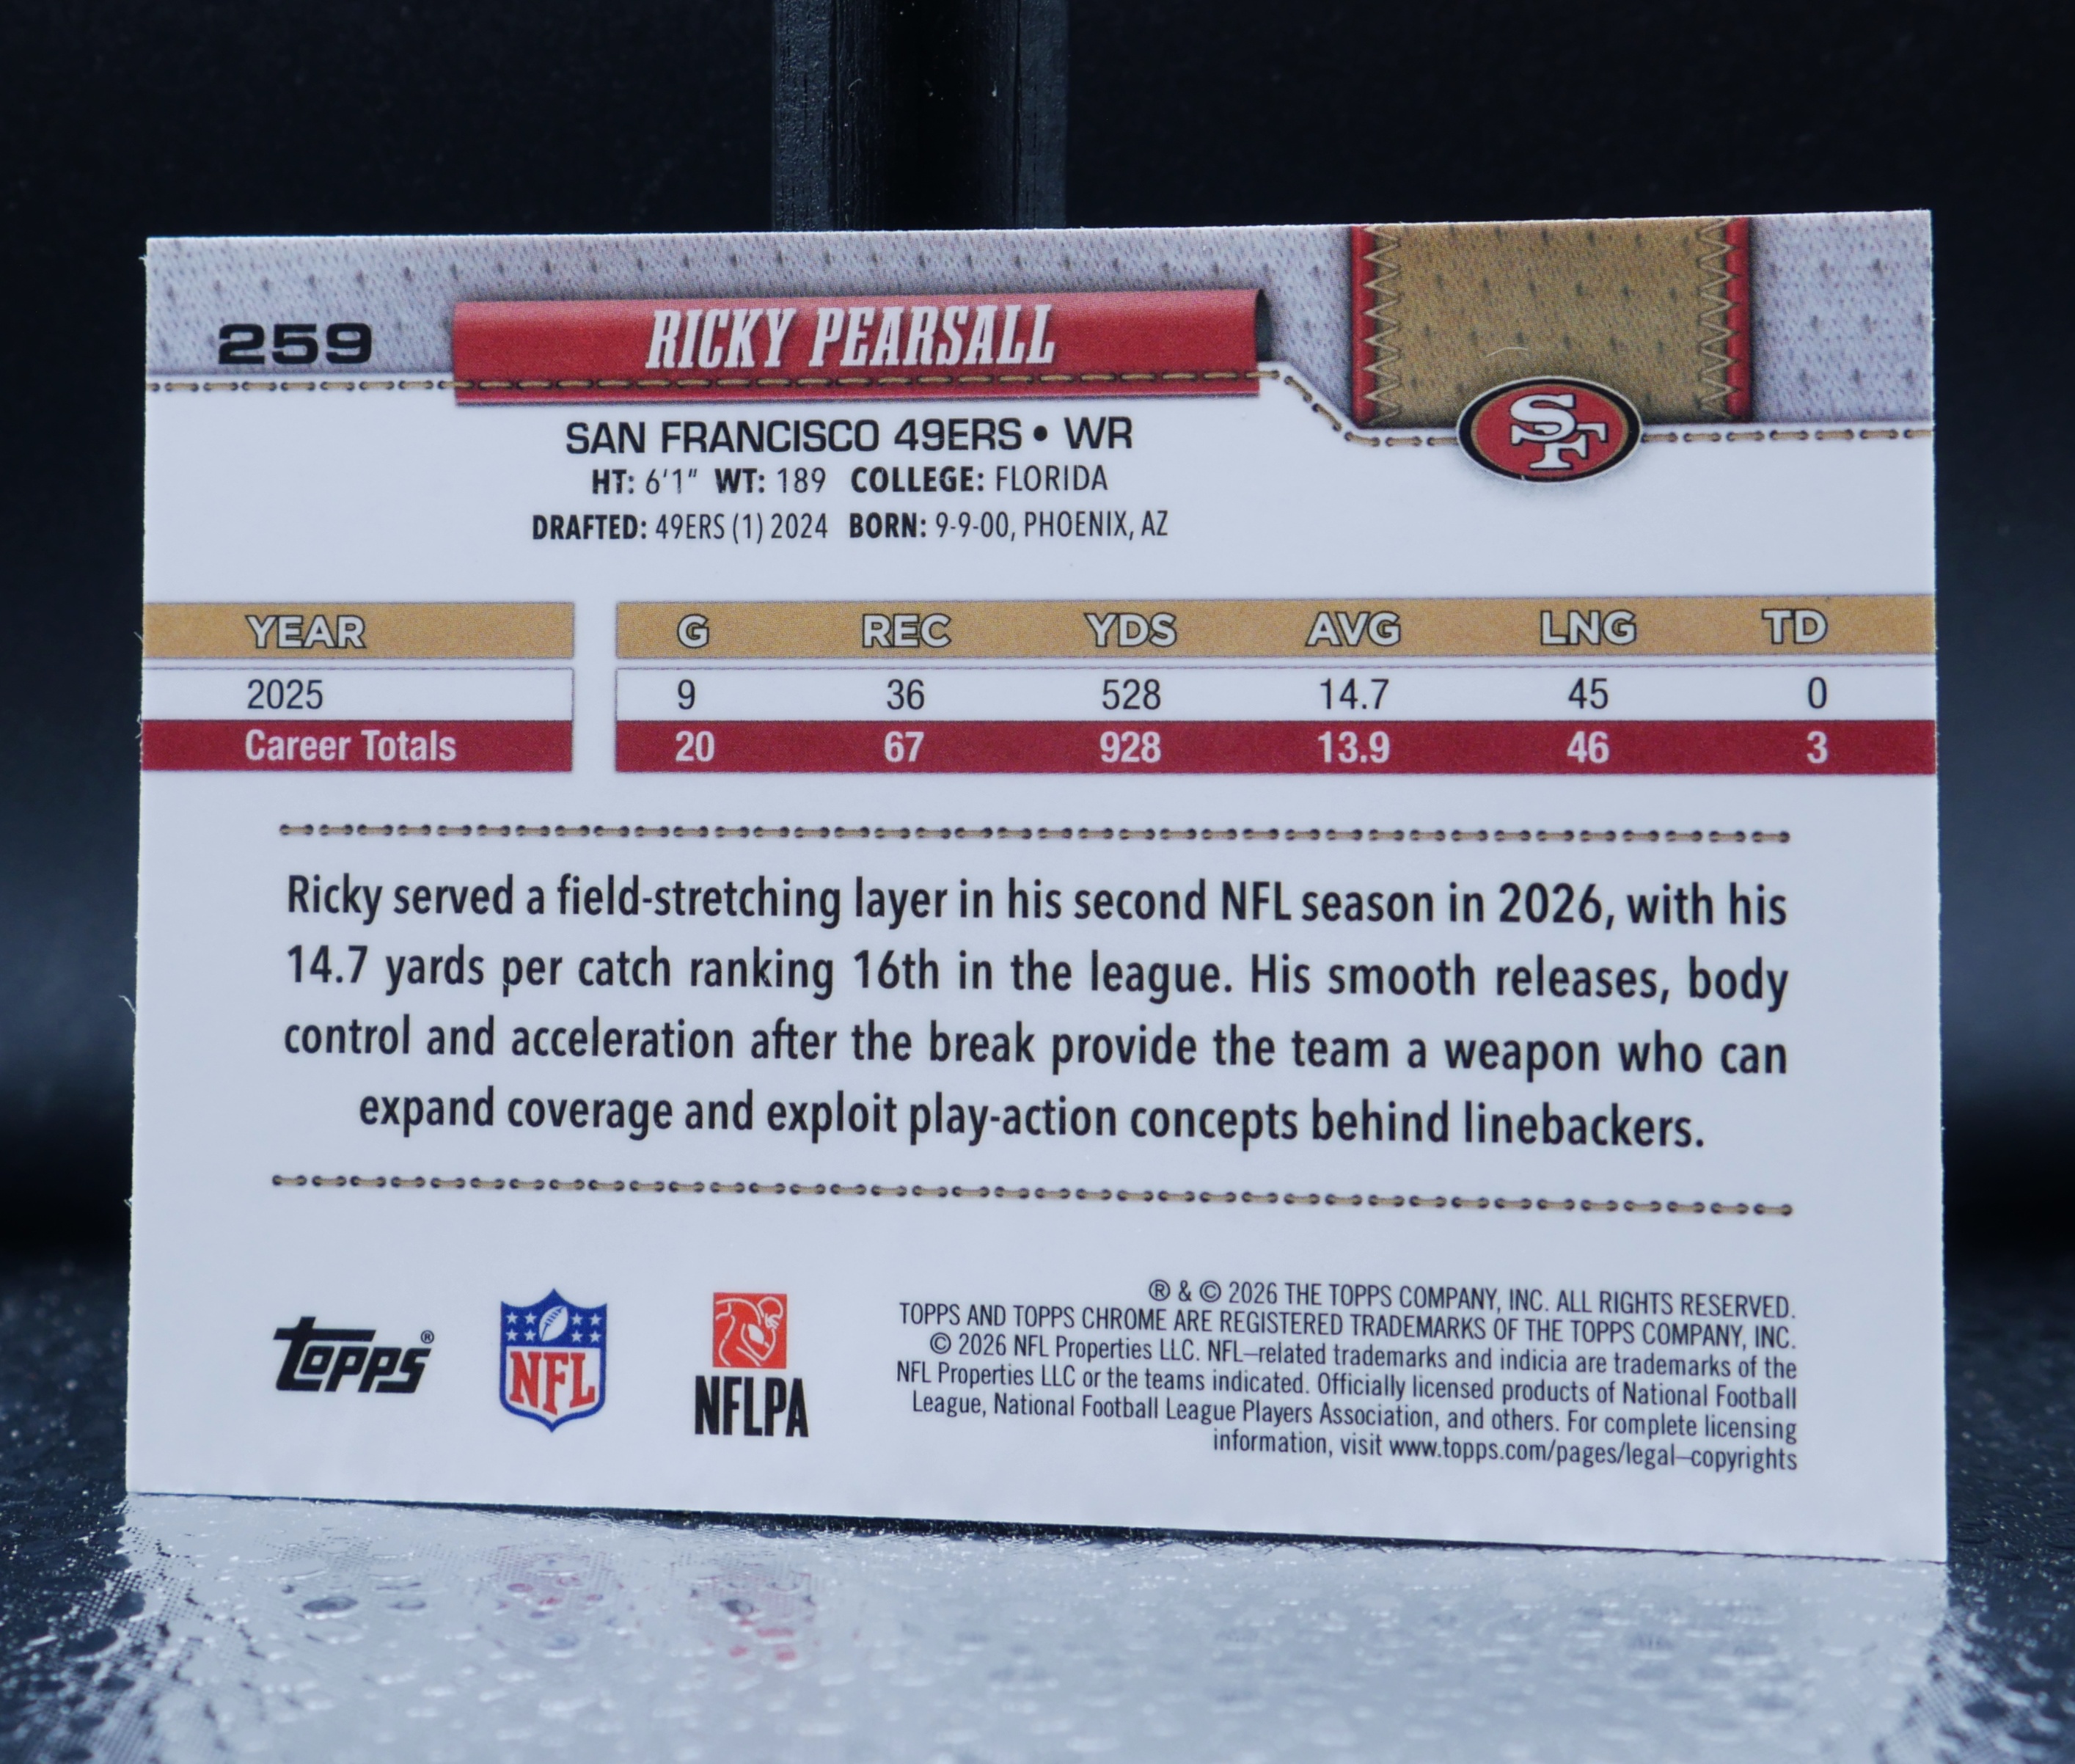 259
RICKY PEARSALL
SAN FRANCISCO 49ERS • WR
HT: 6'1" WT: 189 COLLEGE: FLORIDA
DRAFTED: 49ERS (1) 2024 BORN: 9-9-00, PHOENIX, AZ
SF
YEAR G REC YDS AVG LNG TD
2025 9 36 528 14.7 45 0
Career Totals 20 67 928 13.9 46 3
Ricky served a field-stretching layer in his second NFL season in 2026, with his
14.7 yards per catch ranking 16th in the league. His smooth releases, body
control and acceleration after the break provide the team a weapon who can
expand coverage and exploit play-action concepts behind linebackers.
topps®
NFL
NFLPA
® & © 2026 THE TOPPS COMPANY, INC. ALL RIGHTS RESERVED.
TOPPS AND TOPPS CHROME ARE REGISTERED TRADEMARKS OF THE TOPPS COMPANY, INC.
© 2026 NFL Properties LLC. NFL–related trademarks and indicia are trademarks of the
NFL Properties LLC or the teams indicated. Officially licensed products of National Football
League, National Football League Players Association, and others. For complete licensing
information, visit www.topps.com/pages/legal–copyrights